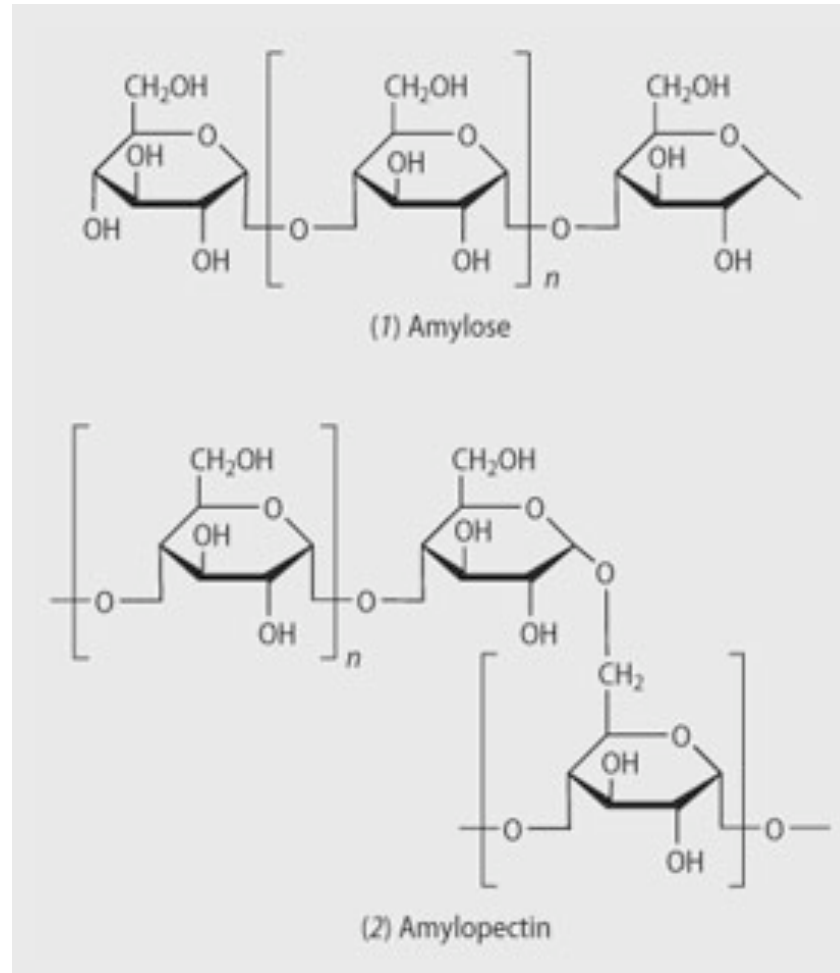 CH₂OH CH₂OH CH₂OH
O O O
OH OH OH
OH O O
OH OH OH
n
(1) Amylose
CH₂OH CH₂OH
O O
OH OH
O O O
OH OH
n
CH₂
O
OH
O O
OH
(2) Amylopectin